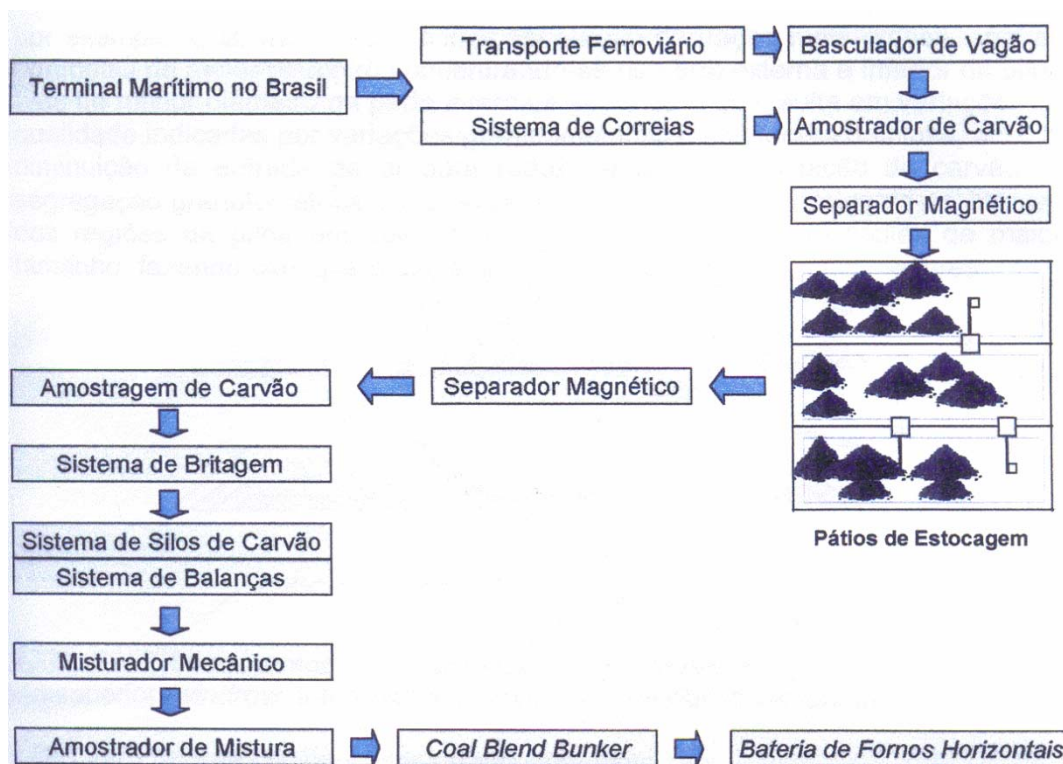 Transporte Ferroviário
Basculador de Vagão
Terminal Marítimo no Brasil
Sistema de Correias
Amostrador de Carvão
Separador Magnético
Pátios de Estocagem
Separador Magnético
Amostragem de Carvão
Sistema de Britagem
Sistema de Silos de Carvão
Sistema de Balanças
Misturador Mecânico
Amostrador de Mistura
Coal Blend Bunker
Bateria de Fornos Horizontais